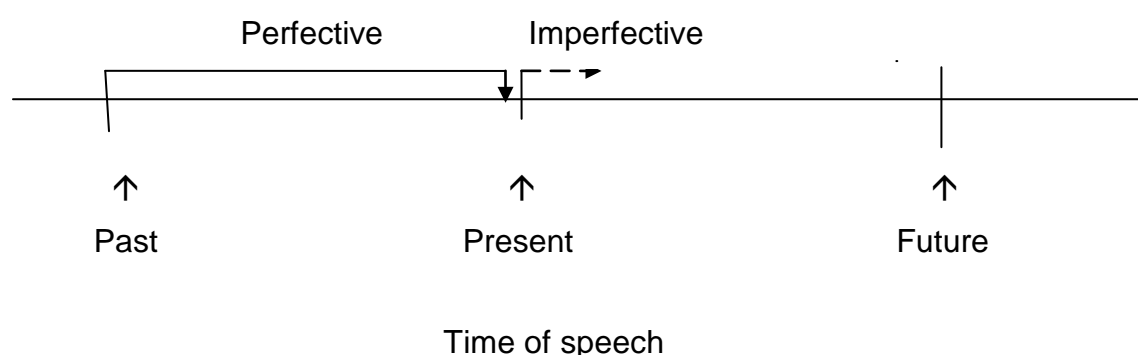 Perfective Imperfective
↑ ↑ ↑
Past Present Future
Time of speech